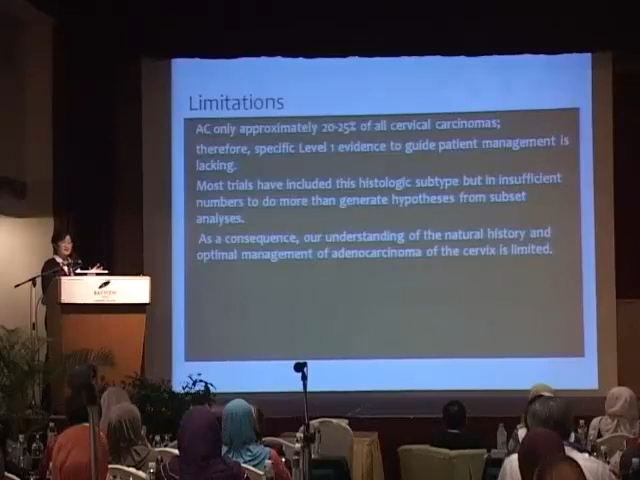 Limitations
AC only approximately 20-25% of all cervical carcinomas;
therefore, specific Level 1 evidence to guide patient management is
lacking.
Most trials have included this histologic subtype but in insufficient
numbers to do more than generate hypotheses from subset
analyses.
As a consequence, our understanding of the natural history and
optimal management of adenocarcinoma of the cervix is limited.
BAYVIEW